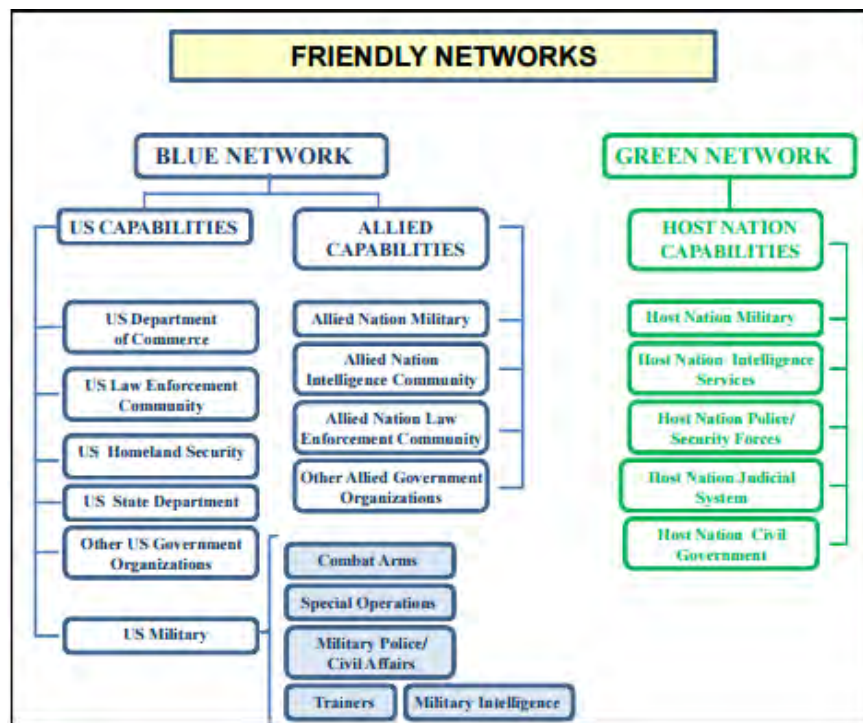 FRIENDLY NETWORKS
BLUE NETWORK
US CAPABILITIES
US Department
of Commerce
US Law Enforcement
Community
US Homeland Security
US State Department
Other US Government
Organizations
US Military
Combat Arms
Special Operations
Military Police/
Civil Affairs
Trainers
Military Intelligence
ALLIED
CAPABILITIES
Allied Nation Military
Allied Nation
Intelligence Community
Allied Nation Law
Enforcement Community
Other Allied Government
Organizations
GREEN NETWORK
HOST NATION
CAPABILITIES
Host Nation Military
Host Nation Intelligence
Services
Host Nation Police/
Security Forces
Host Nation Judicial
System
Host Nation Civil
Government